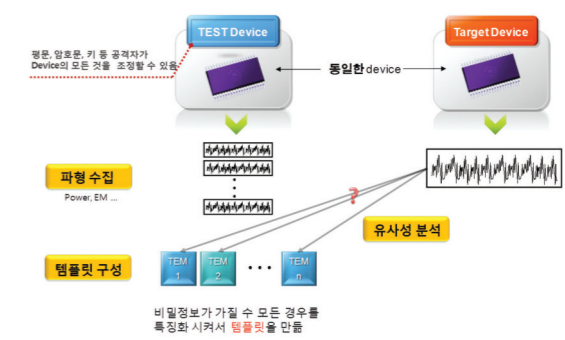 TEST Device
Target Device
평문, 암호문, 키 등 공격자가
Device의 모든 것을 조정할 수 있음
동일한 device
파형 수집
Power, EM ...
?
유사성 분석
템플릿 구성
TEM 1
TEM 2
...
TEM n
비밀정보가 가질 수 모든 경우를
특징화 시켜서 템플릿을 만듦